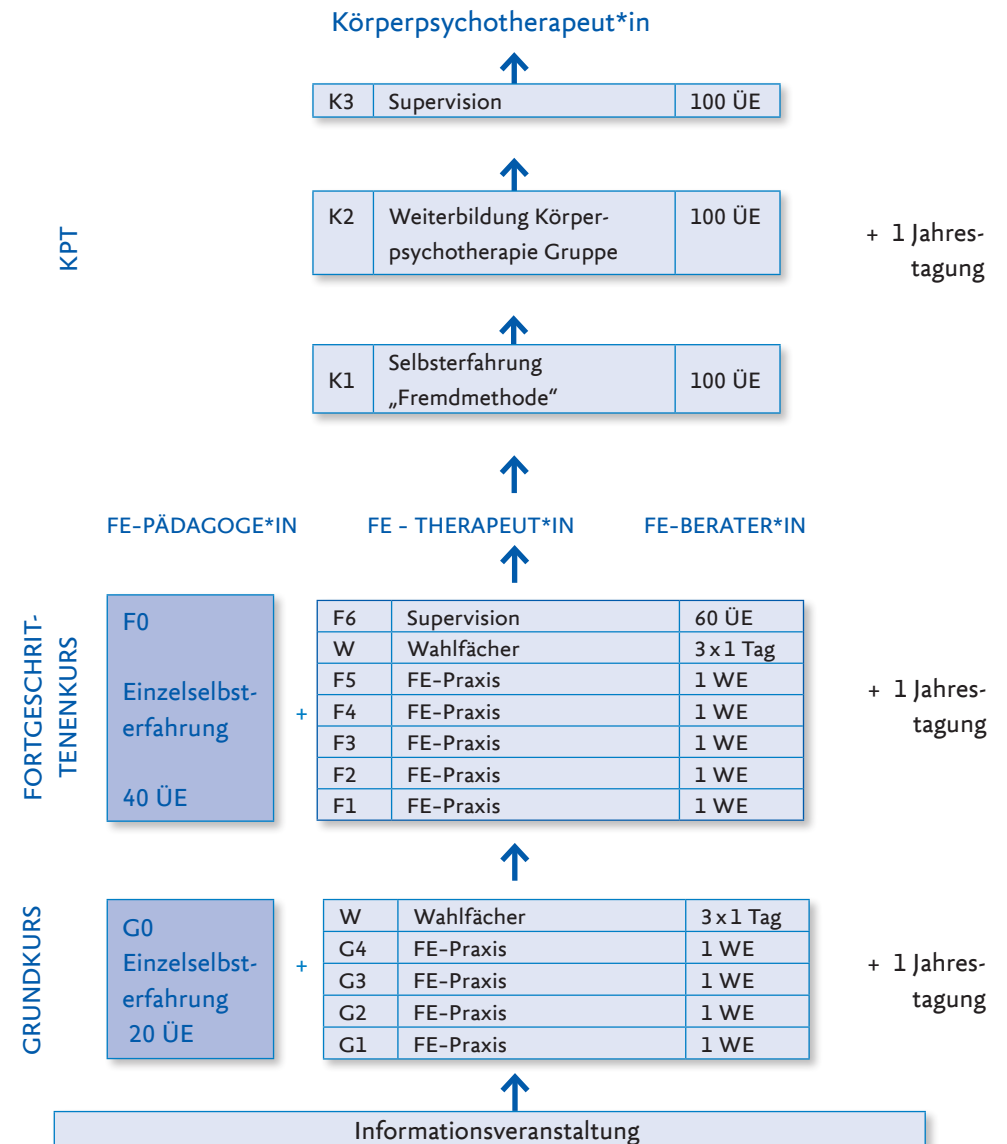 Körperpsychotherapeut*in
K3 Supervision 100 ÜE
KPT
K2 Weiterbildung Körper- 100 ÜE
psychotherapie Gruppe
+ 1 Jahres-
tagung
K1 Selbsterfahrung 100 ÜE
„Fremdmethode“
FE-PÄDAGOGE*IN FE - THERAPEUT*IN FE-BERATER*IN
FORTGESCHRIT-
TENENKURS
F0
Einzelselbst-
erfahrung
40 ÜE
+
F6 Supervision 60 ÜE
W Wahlfächer 3 x 1 Tag
F5 FE-Praxis 1 WE
F4 FE-Praxis 1 WE
F3 FE-Praxis 1 WE
F2 FE-Praxis 1 WE
F1 FE-Praxis 1 WE
+ 1 Jahres-
tagung
GRUNDKURS
G0
Einzelselbst-
erfahrung
20 ÜE
+
W Wahlfächer 3 x 1 Tag
G4 FE-Praxis 1 WE
G3 FE-Praxis 1 WE
G2 FE-Praxis 1 WE
G1 FE-Praxis 1 WE
+ 1 Jahres-
tagung
Informationsveranstaltung